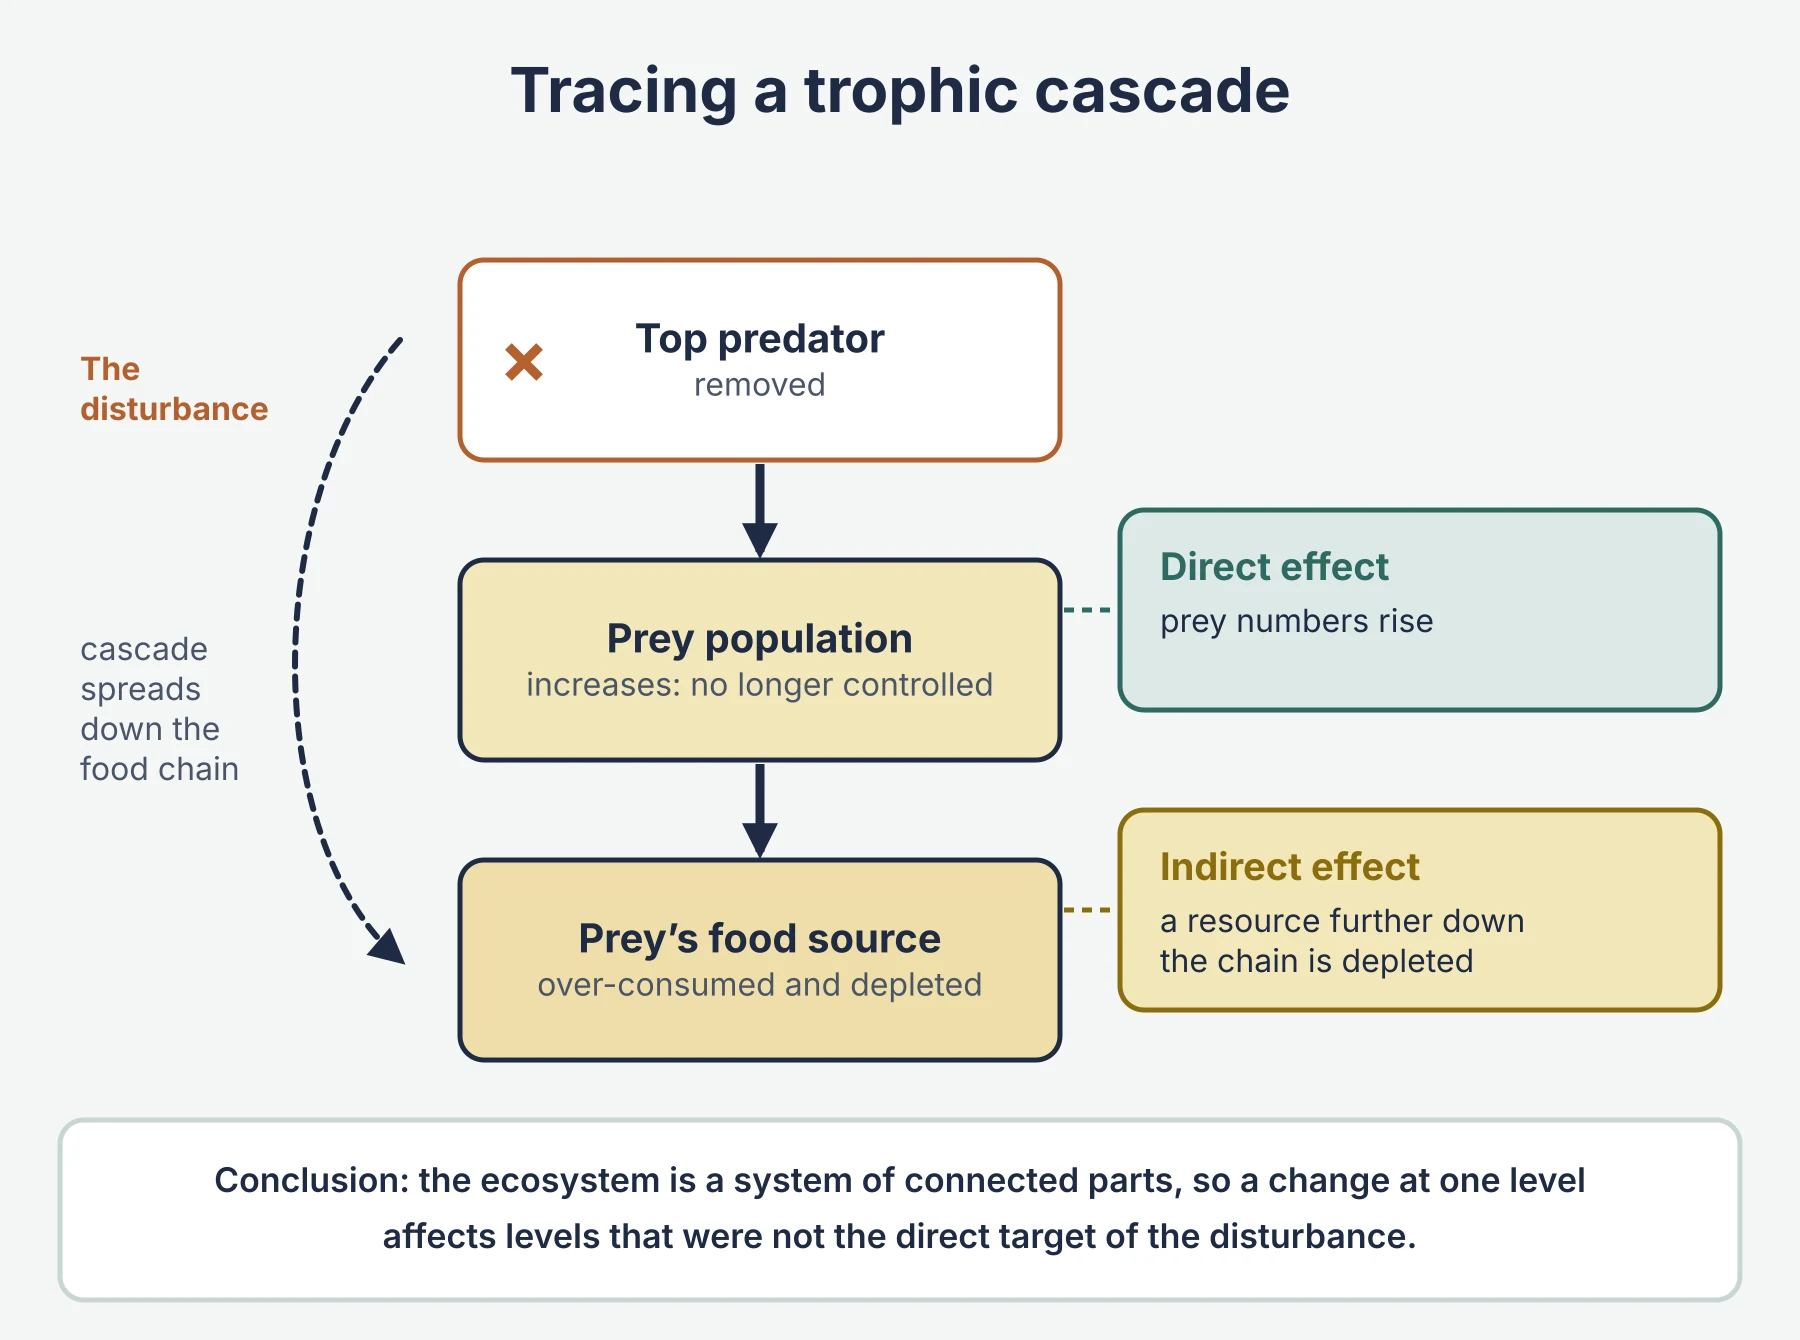 Tracing a trophic cascade
The
disturbance
Top predator
removed
cascade
spreads
down the
food chain
Prey population
increases: no longer controlled
Direct effect
prey numbers rise
Prey’s food source
over-consumed and depleted
Indirect effect
a resource further down
the chain is depleted
Conclusion: the ecosystem is a system of connected parts, so a change at one level
affects levels that were not the direct target of the disturbance.